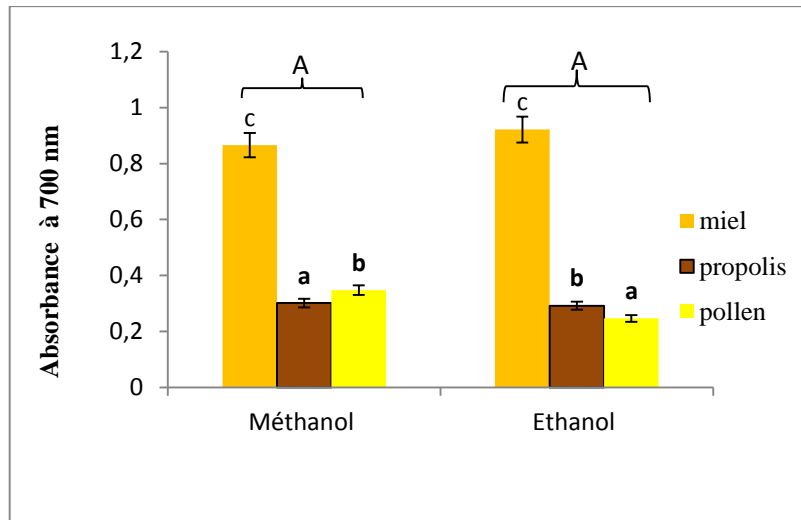 Absorbance à 700 nm
1,2
1
0,8
0,6
0,4
0,2
0
A
A
c
a
b
c
b
a
Méthanol
Ethanol
miel
propolis
pollen